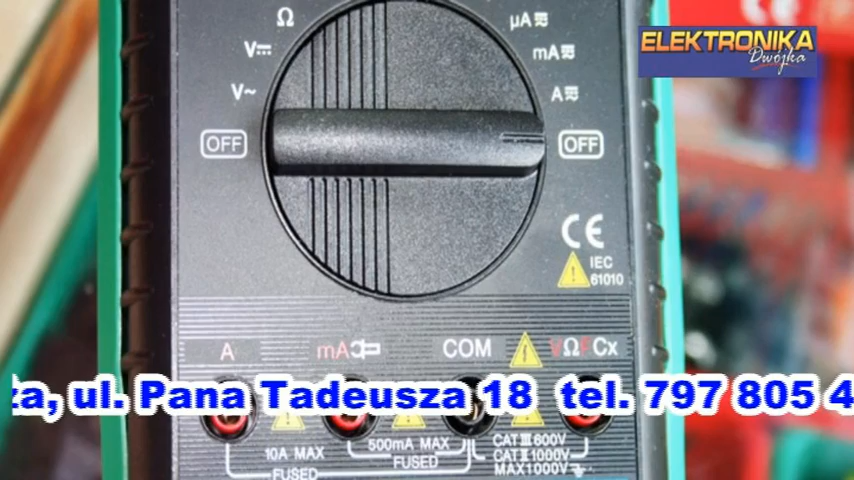 Ω
µA
mA
V
V~
A
ELEKTRONIKA
Dwójka
OFF
OFF
CE
IEC
61010
A
mA
COM
VΩFCx
za, ul. Pana Tadeusza 18 tel. 797 805 4
10A MAX
FUSED
500mA MAX
FUSED
CAT III 600V
CAT II 1000V
MAX1000V